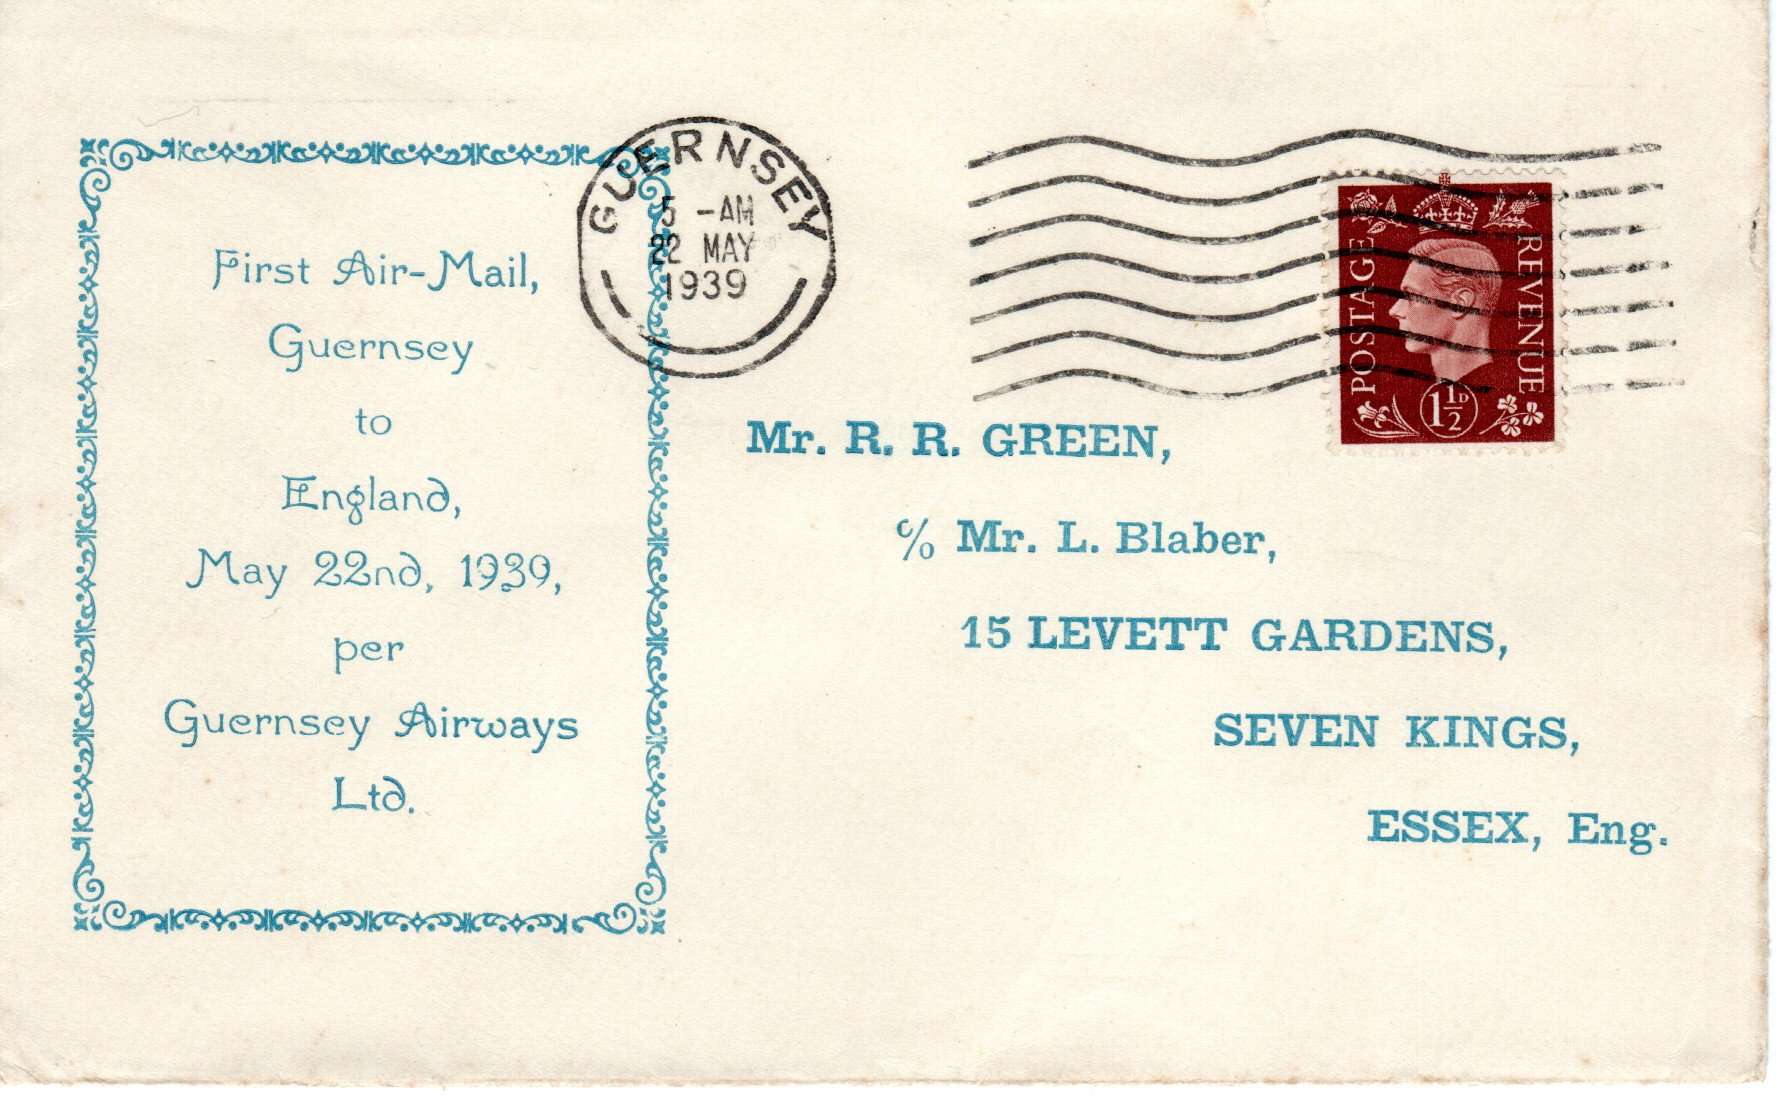 First Air-Mail,
Guernsey
to
England,
May 22nd, 1939,
per
Guernsey Airways
Ltd.
GUERNSEY
5 -AM
22 MAY
1939
POSTAGE
REVENUE
1½D
Mr. R. R. GREEN,
℅ Mr. L. Blaber,
15 LEVETT GARDENS,
SEVEN KINGS,
ESSEX, Eng.